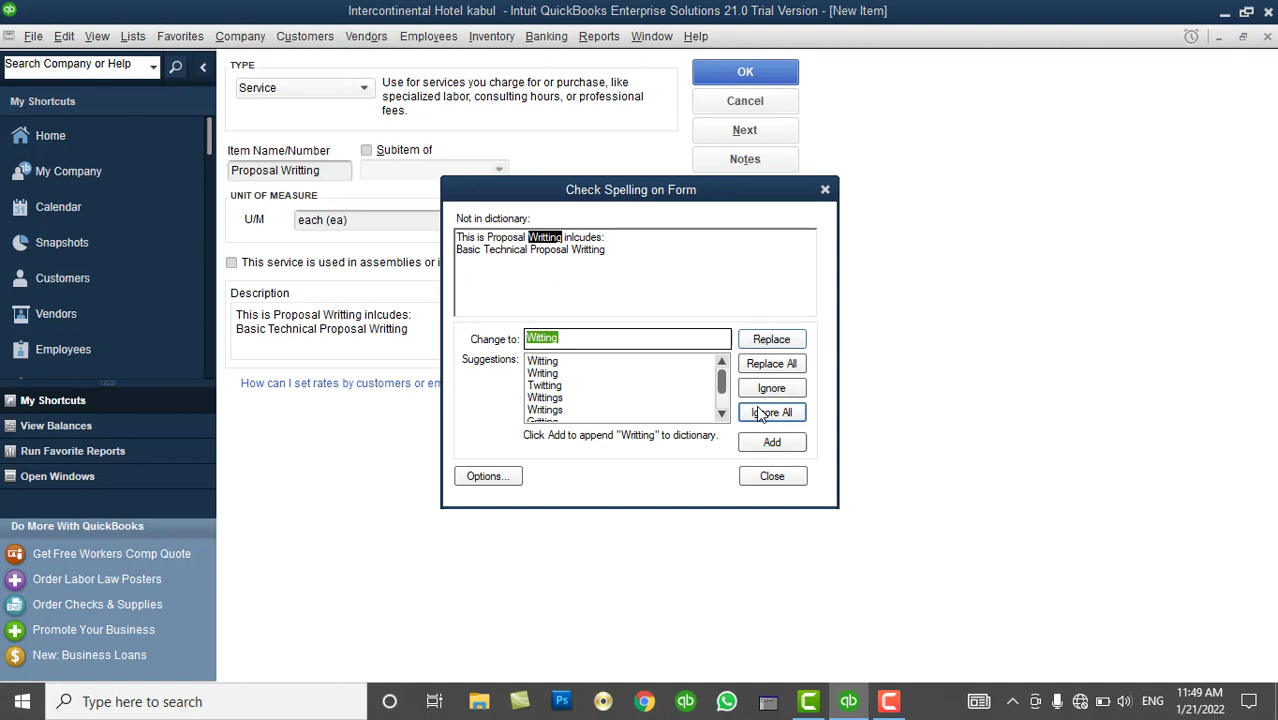 Intercontinental Hotel kabul - Intuit QuickBooks Enterprise Solutions 21.0 Trial Version - [New Item]
File Edit View Lists Favorites Company Customers Vendors Employees Inventory Banking Reports Window Help
Search Company or Help
My Shortcuts
Home
My Company
Calendar
Snapshots
Customers
Vendors
Employees
My Shortcuts
View Balances
Run Favorite Reports
Open Windows
Do More With QuickBooks
Get Free Workers Comp Quote
Order Labor Law Posters
Order Checks & Supplies
Promote Your Business
New: Business Loans
TYPE
Service
Use for services you charge for or purchase, like
specialized labor, consulting hours, or professional
fees.
OK
Cancel
Next
Notes
Item Name/Number
Subitem of
Proposal Writting
UNIT OF MEASURE
U/M
each (ea)
This service is used in assemblies or i
Description
This is Proposal Writting inlcudes:
Basic Technical Proposal Writting
How can I set rates by customers or em
Check Spelling on Form
Not in dictionary:
This is Proposal Writting inlcudes:
Basic Technical Proposal Writting
Change to:
Witting
Replace
Suggestions:
Witting
Writing
Twitting
Wittings
Writings
Replace All
Ignore
Ignore All
Click Add to append "Writting" to dictionary.
Add
Options...
Close
Type here to search
Ps
qb
ENG
11:49 AM
1/21/2022